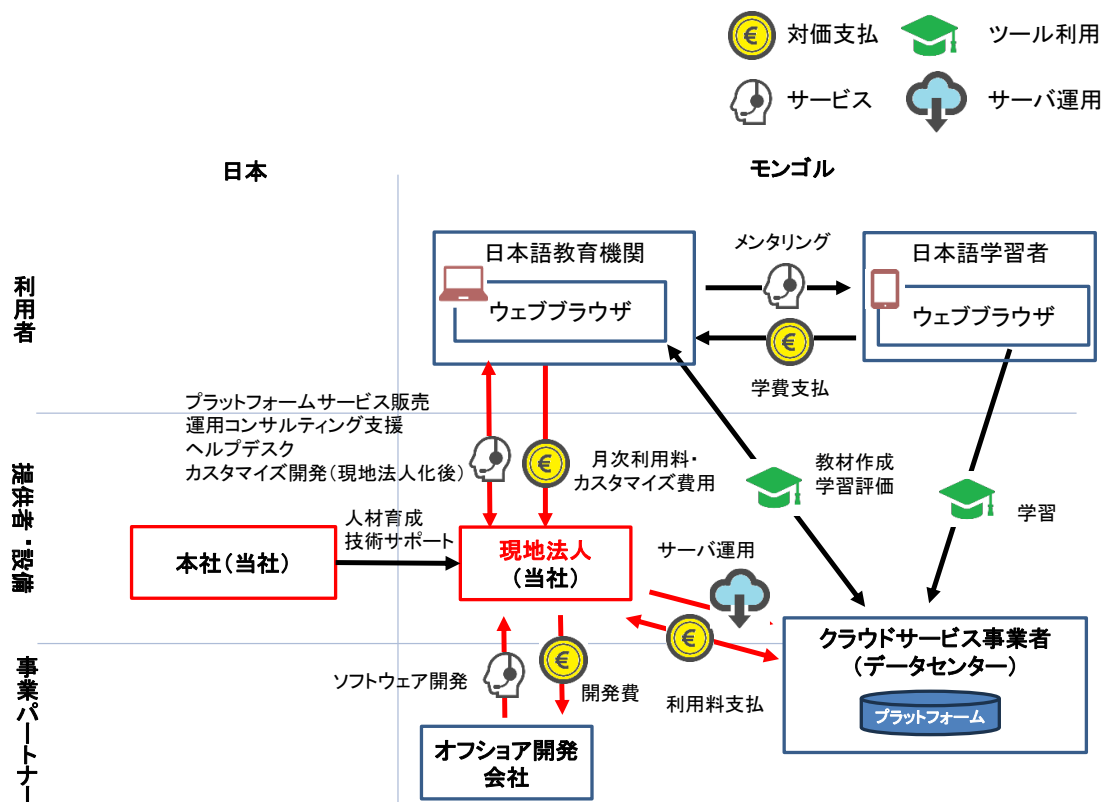 対価支払
ツール利用
サービス
サーバ運用
日本
モンゴル
利用者
日本語教育機関
ウェブブラウザ
メンタリング
日本語学習者
ウェブブラウザ
€
学費支払
提供者・設備
プラットフォームサービス販売
運用コンサルティング支援
ヘルプデスク
カスタマイズ開発(現地法人化後)
€
月次利用料・
カスタマイズ費用
教材作成
学習評価
学習
人材育成
技術サポート
本社(当社)
現地法人
(当社)
サーバ運用
€
利用料支払
クラウドサービス事業者
(データセンター)
プラットフォーム
事業パートナー
ソフトウェア開発
€
開発費
オフショア開発
会社
€